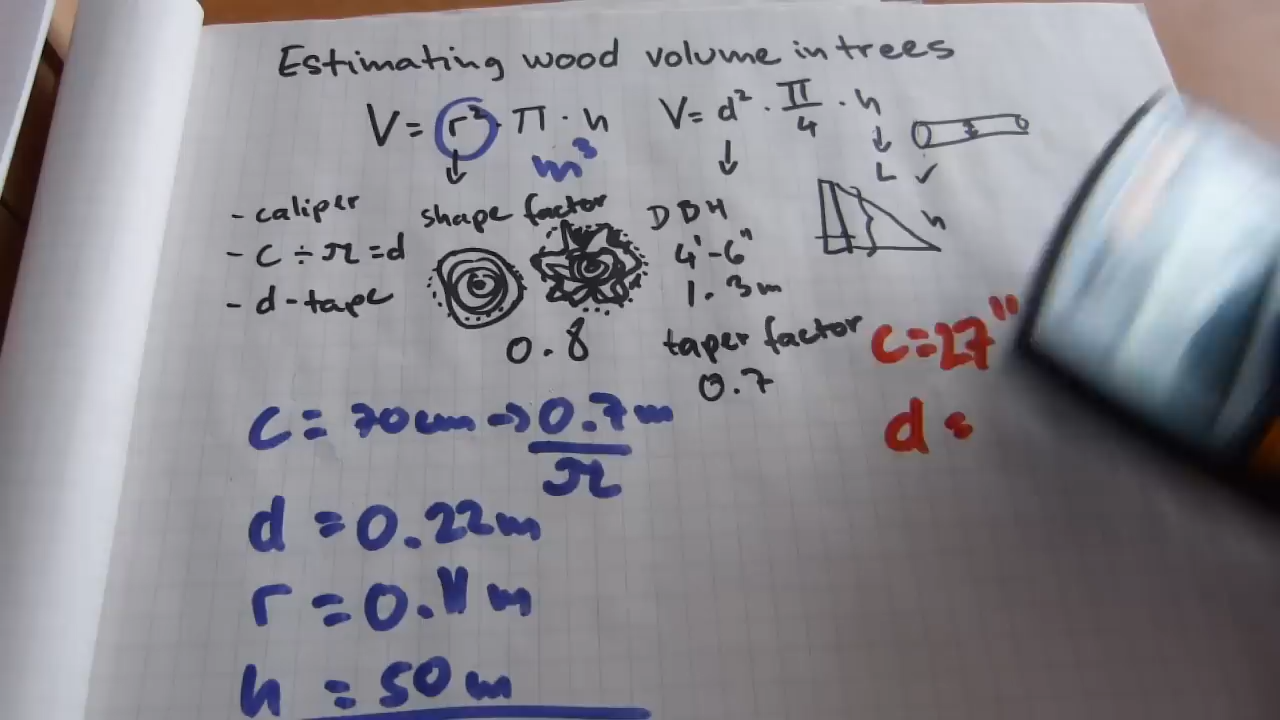 Estimating wood volume in trees
V = r² · π · h
m³
V = d² · π/4 · h
L ✓
h
- caliper
- C ÷ π = d
- d-tape
shape factor
0.8
DBH
4'-6"
1.3m
taper factor
0.7
C = 70cm → 0.7m
π
d = 0.22m
r = 0.11m
h = 50m
C = 27"
d =